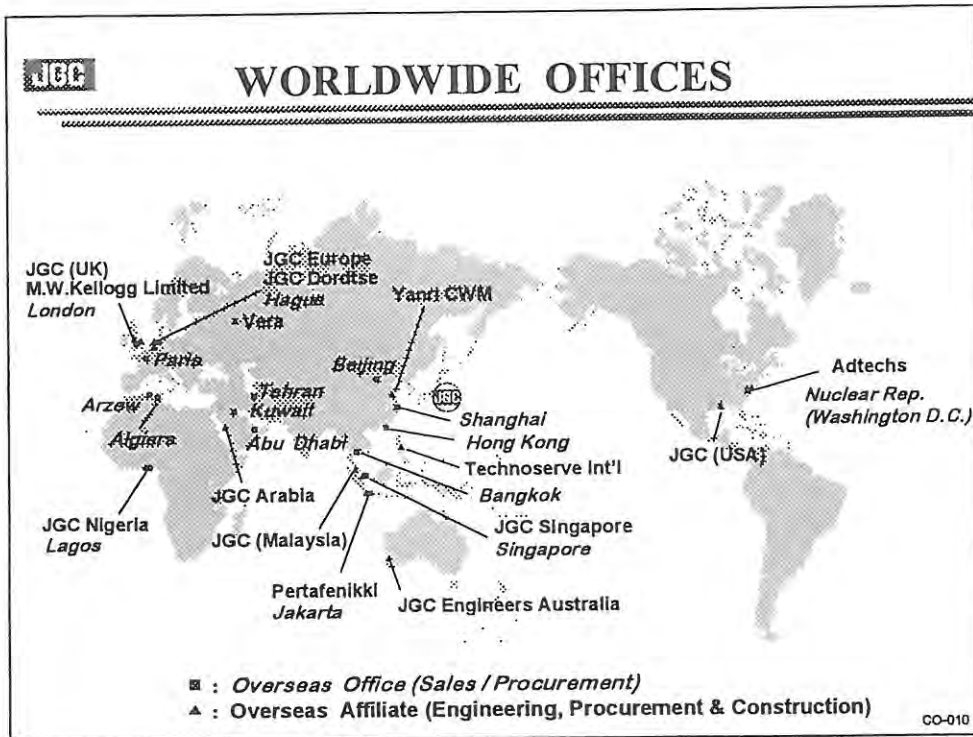 JGC
WORLDWIDE OFFICES
JGC (UK)
M.W.Kellogg Limited
London
JGC Europe
JGC Dordtse
Hague
Yanti CWM
Vera
Paris
Beijing
JGC
Tehran
Kuwait
Arzew
Algiers
Abu Dhabi
Shanghai
Hong Kong
Technoserve Int'l
Bangkok
Adtechs
Nuclear Rep.
(Washington D.C.)
JGC (USA)
JGC Arabia
JGC Nigeria
Lagos
JGC (Malaysia)
JGC Singapore
Singapore
Pertafenikki
Jakarta
JGC Engineers Australia
: Overseas Office (Sales / Procurement)
: Overseas Affiliate (Engineering, Procurement & Construction)
CO-010